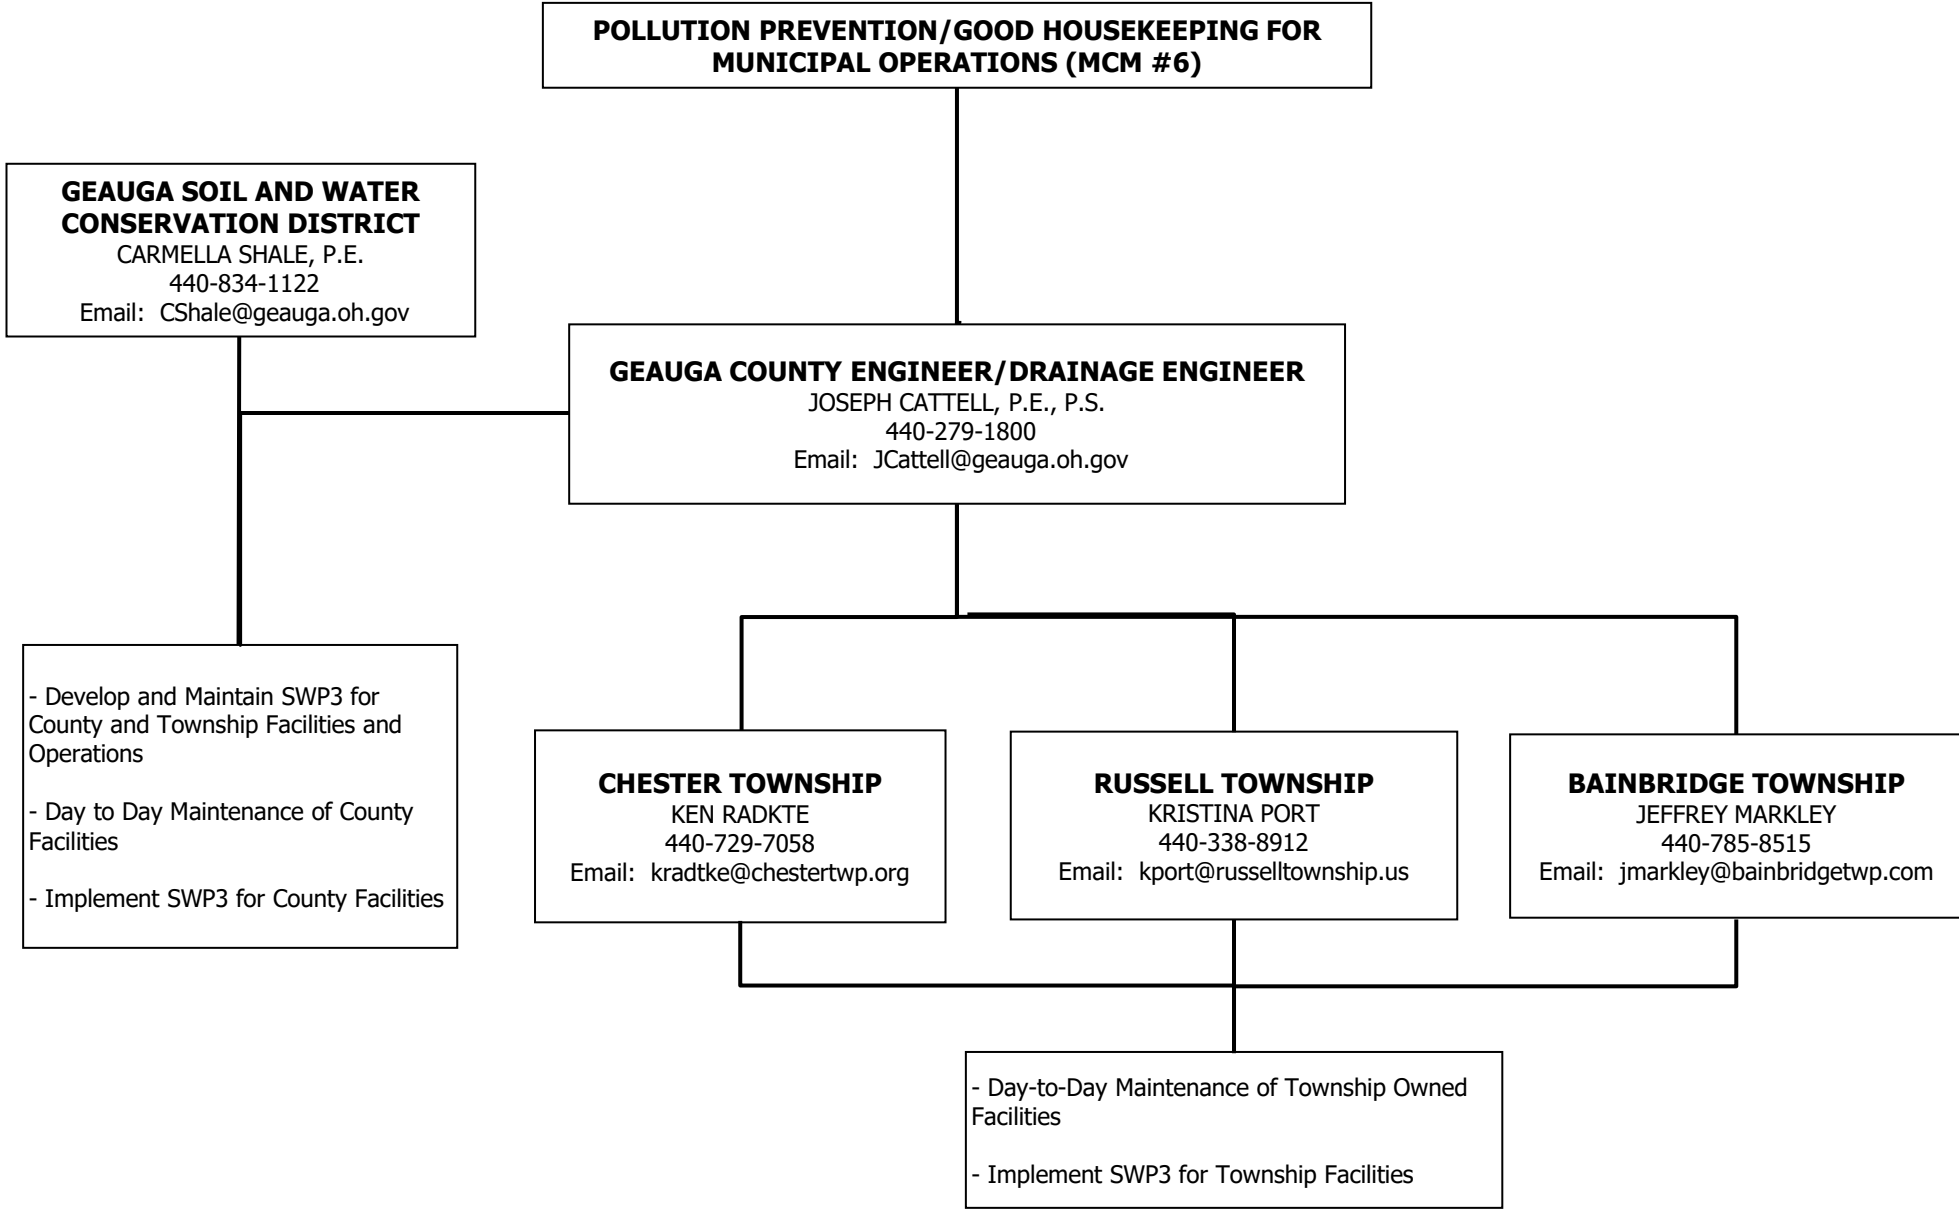 POLLUTION PREVENTION/GOOD HOUSEKEEPING FOR
MUNICIPAL OPERATIONS (MCM #6)
GEAUGA SOIL AND WATER
CONSERVATION DISTRICT
CARMELLA SHALE, P.E.
440-834-1122
Email: CShale@geauga.oh.gov
GEAUGA COUNTY ENGINEER/DRAINAGE ENGINEER
JOSEPH CATTELL, P.E., P.S.
440-279-1800
Email: JCattell@geauga.oh.gov
- Develop and Maintain SWP3 for
County and Township Facilities and
Operations
- Day to Day Maintenance of County
Facilities
- Implement SWP3 for County Facilities
CHESTER TOWNSHIP
KEN RADKTE
440-729-7058
Email: kradtke@chestertwp.org
RUSSELL TOWNSHIP
KRISTINA PORT
440-338-8912
Email: kport@russelltownship.us
BAINBRIDGE TOWNSHIP
JEFFREY MARKLEY
440-785-8515
Email: jmarkley@bainbridgetwp.com
- Day-to-Day Maintenance of Township Owned
Facilities
- Implement SWP3 for Township Facilities